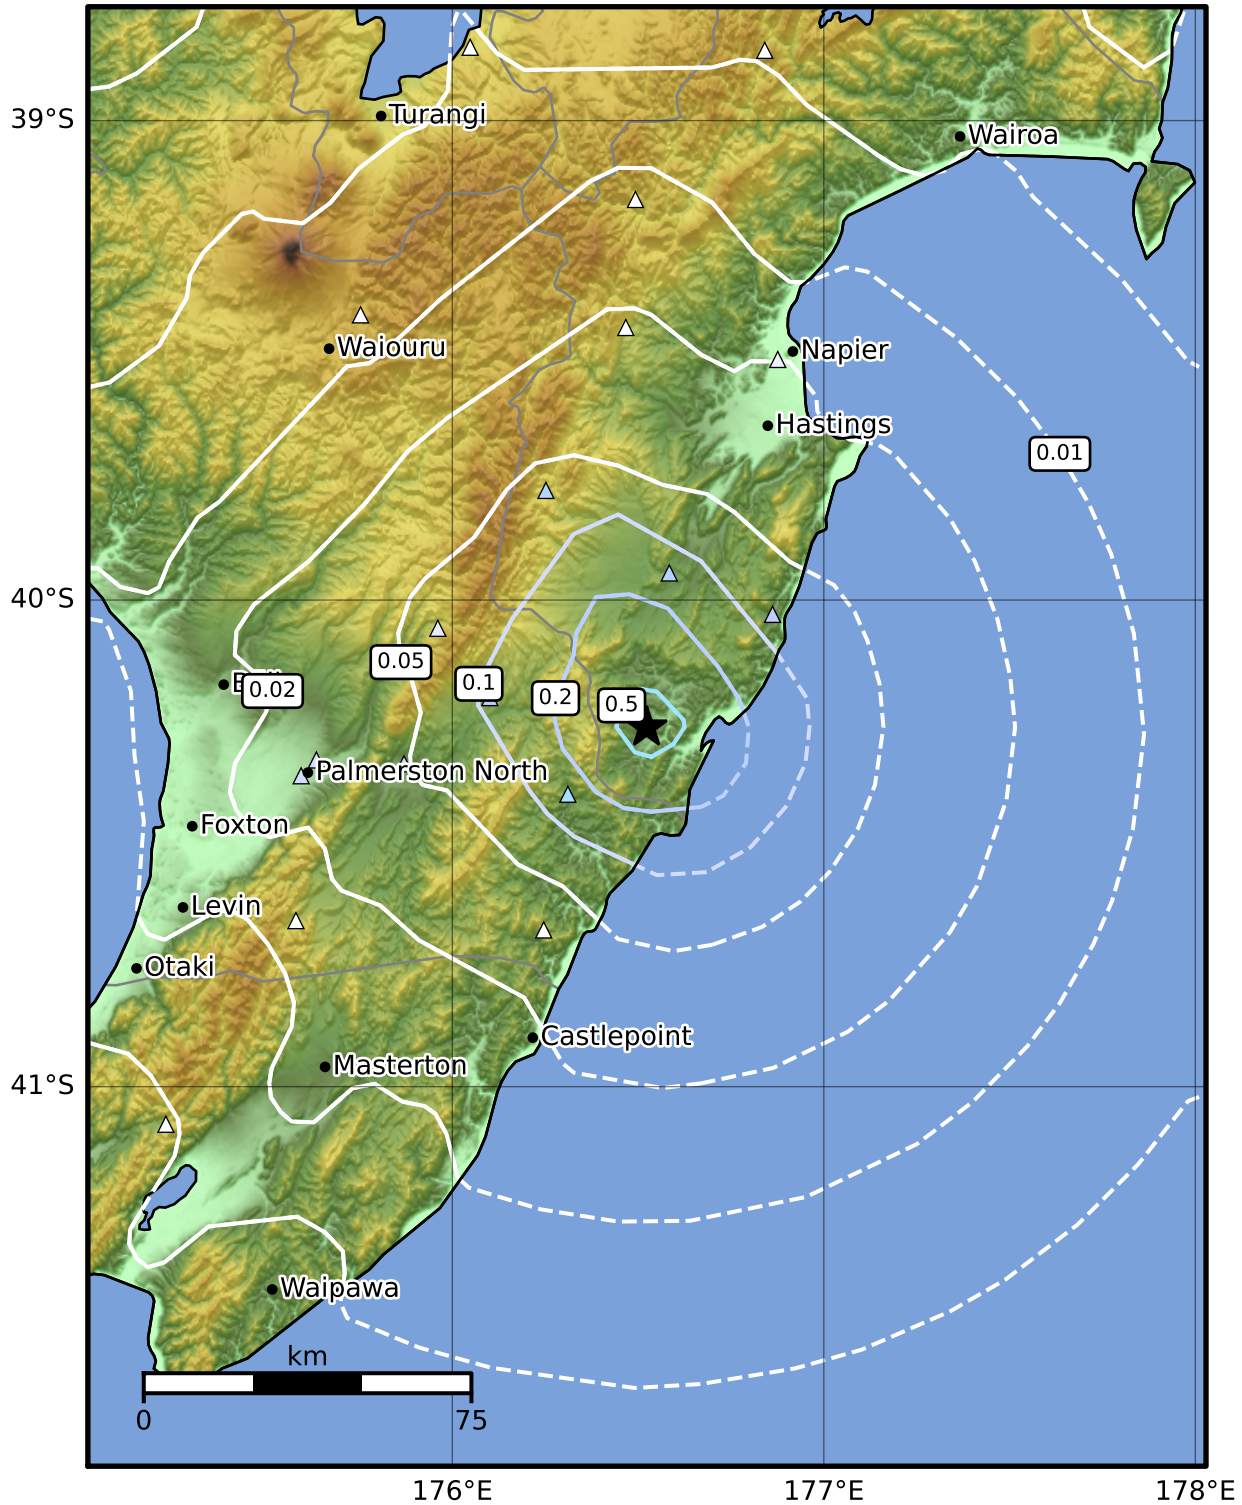 Turangi
39°S
Wairoa
Waiouru
Napier
Hastings
0.01
40°S
0.05
0.1
0.02
0.2
0.5
Palmerston North
Foxton
Levin
Otaki
Castlepoint
Masterton
41°S
Waipawa
km
0 75
176°E 177°E 178°E